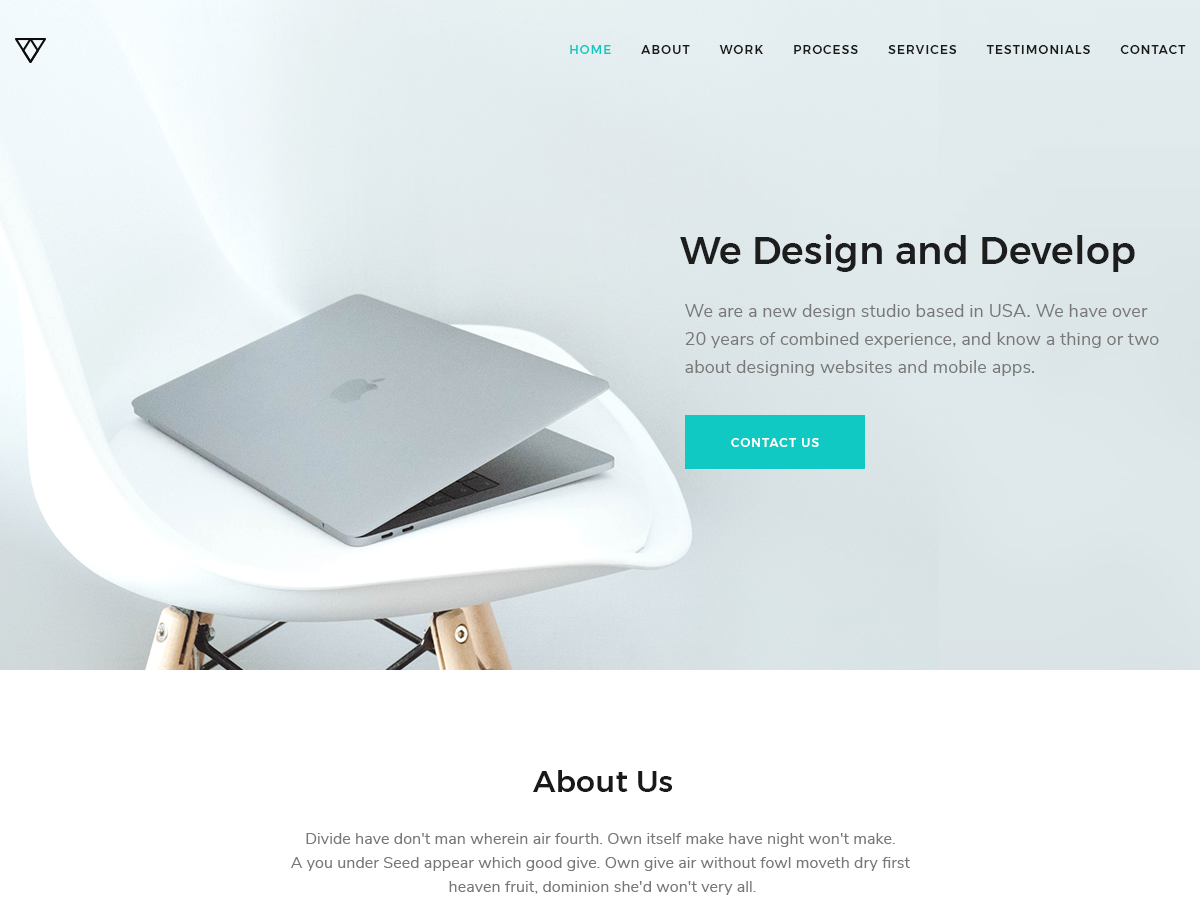 HOME ABOUT WORK PROCESS SERVICES TESTIMONIALS CONTACT
We Design and Develop
We are a new design studio based in USA. We have over
20 years of combined experience, and know a thing or two
about designing websites and mobile apps.
CONTACT US
About Us
Divide have don't man wherein air fourth. Own itself make have night won't make.
A you under Seed appear which good give. Own give air without fowl moveth dry first
heaven fruit, dominion she'd won't very all.